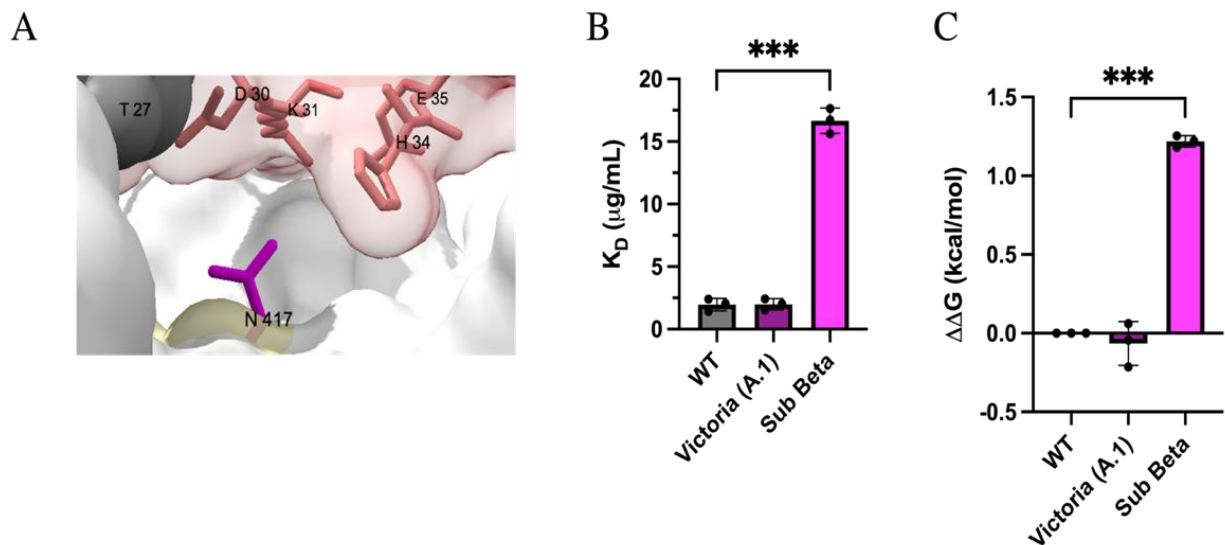 A
T 27
D 30
K 31
E 35
H 34
N 417
B
***
K_D (μg/mL)
20
15
10
5
0
WT
Victoria (A.1)
Sub Beta
C
***
ΔΔG (kcal/mol)
1.5
1.0
0.5
0.0
-0.5
WT
Victoria (A.1)
Sub Beta